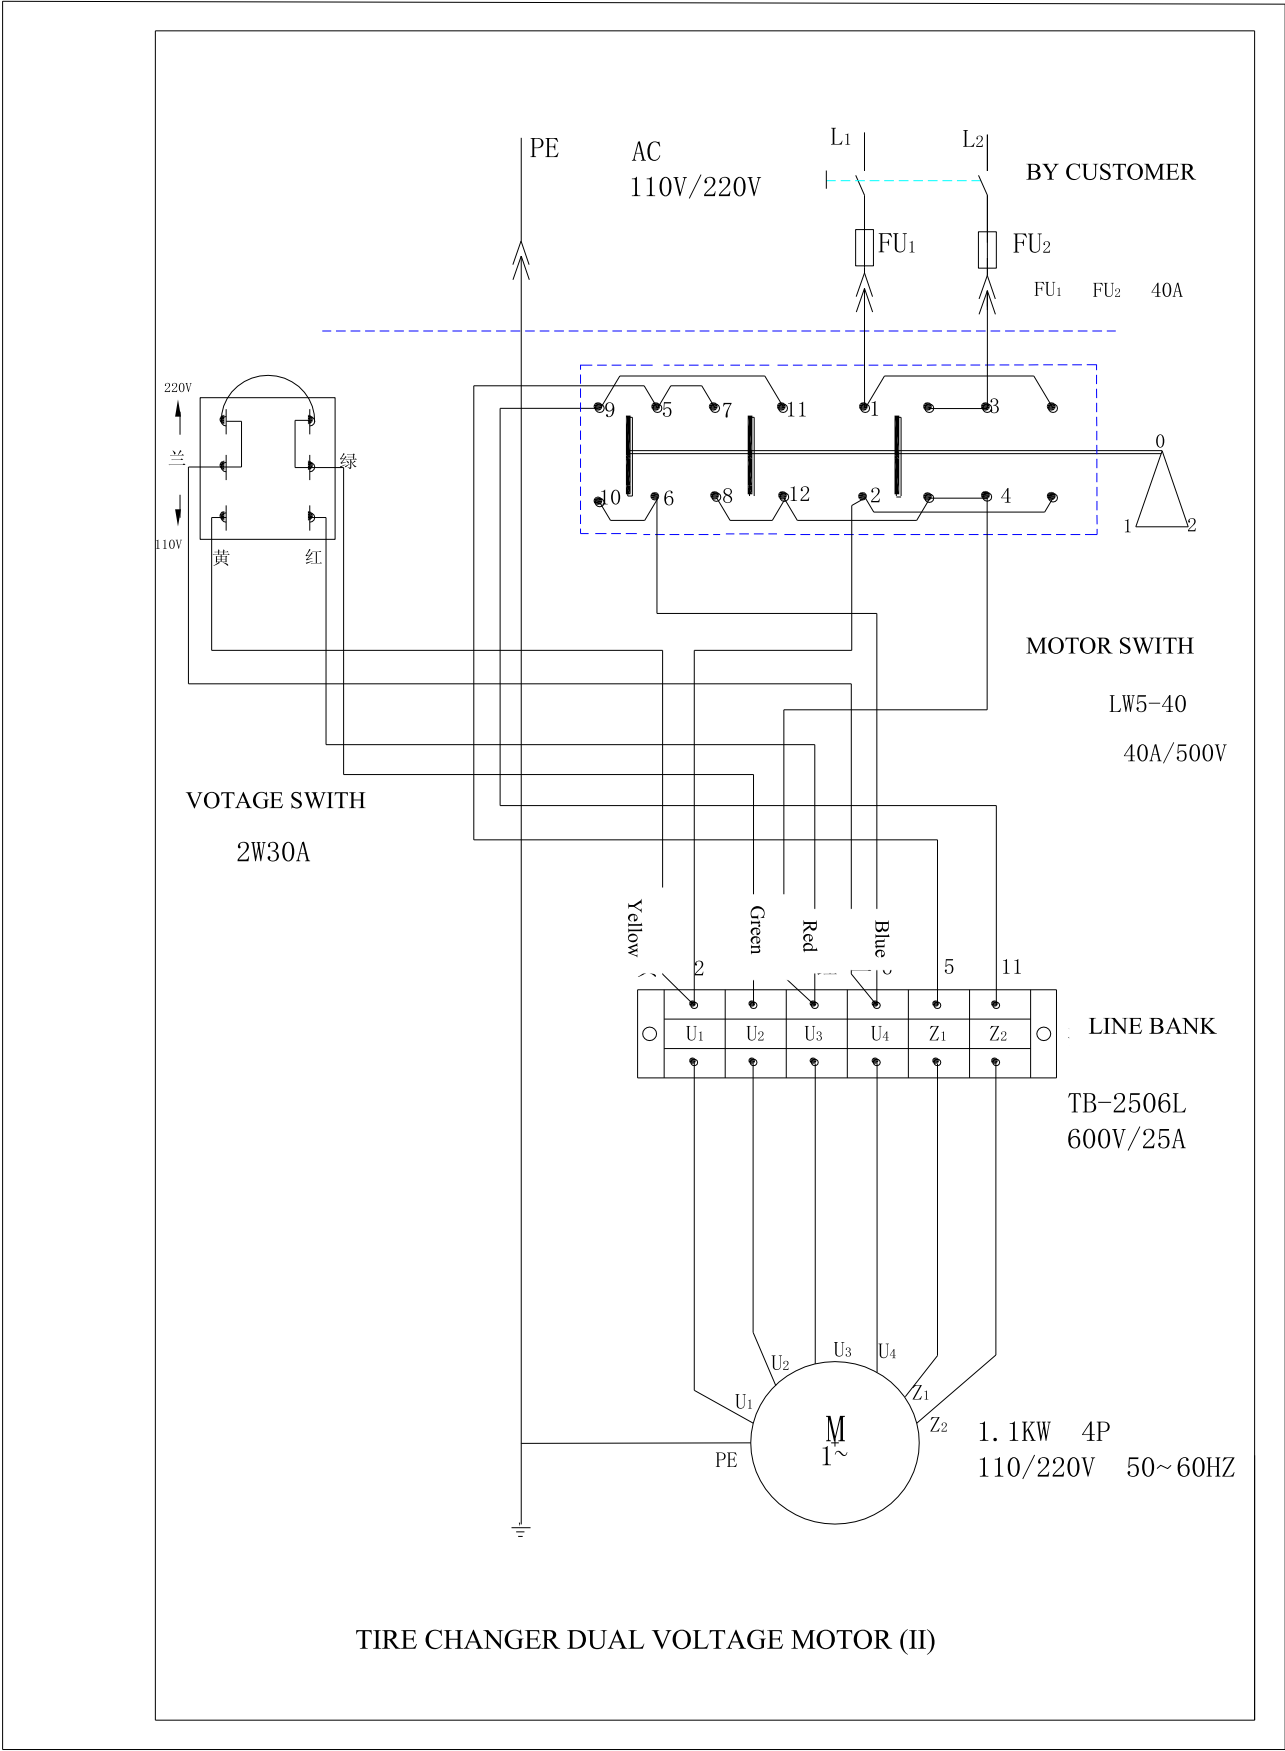 PE
AC
110V/220V
L1
L2
BY CUSTOMER
FU1
FU2
FU1 FU2 40A
220V
兰
绿
110V
黄
红
9 5 7 11 1 3
10 6 8 12 2 4
0
1 2
MOTOR SWITH
LW5-40
40A/500V
VOTAGE SWITH
2W30A
Yellow
Green
Red
Blue
2
5
11
U1 U2 U3 U4 Z1 Z2
LINE BANK
TB-2506L
600V/25A
U1
U2
U3
U4
Z1
Z2
PE
M
1~
1.1KW 4P
110/220V 50~60HZ
TIRE CHANGER DUAL VOLTAGE MOTOR (II)